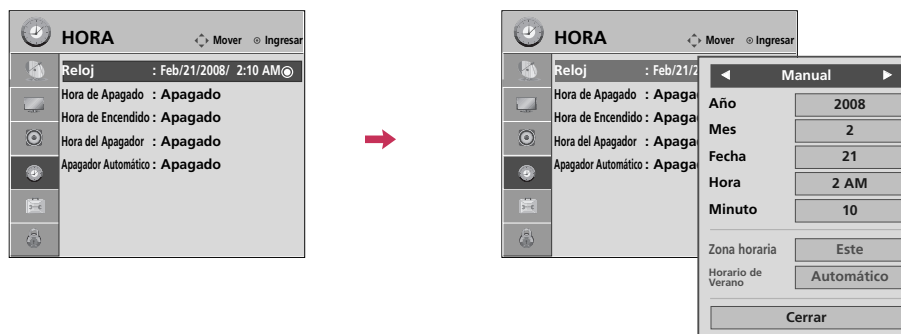 HORA
Mover
Ingresar
Reloj : Feb/21/2008/ 2:10 AM
Hora de Apagado : Apagado
Hora de Encendido : Apagado
Hora del Apagador : Apagado
Apagador Automático : Apagado
HORA
Mover
Ingresar
Reloj : Feb/21/2
Hora de Apagado : Apaga
Hora de Encendido : Apaga
Hora del Apagador : Apaga
Apagador Automático : Apaga
Manual
Año 2008
Mes 2
Fecha 21
Hora 2 AM
Minuto 10
Zona horaria Este
Horario de
Verano Automático
Cerrar